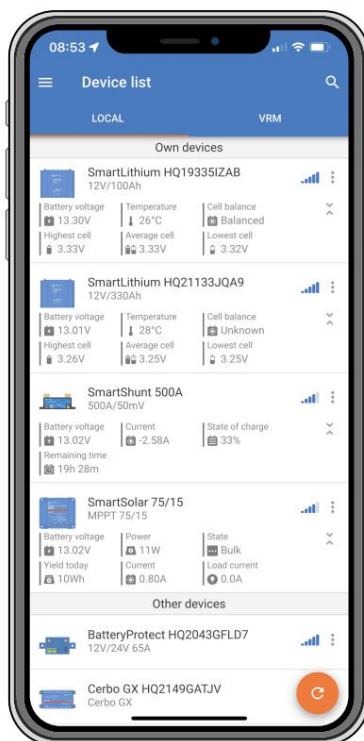 08:53
Device list
LOCAL VRM
Own devices
SmartLithium HQ19335IZAB
12V/100Ah
Battery voltage Temperature Cell balance
13.30V 26°C Balanced
Highest cell Average cell Lowest cell
3.33V 3.33V 3.32V
SmartLithium HQ21133JQA9
12V/330Ah
Battery voltage Temperature Cell balance
13.01V 28°C Unknown
Highest cell Average cell Lowest cell
3.26V 3.25V 3.25V
SmartShunt 500A
500A/50mV
Battery voltage Current State of charge
13.02V -2.58A 33%
Remaining time
19h 28m
SmartSolar 75/15
MPPT 75/15
Battery voltage Power State
13.02V 11W Bulk
Yield today Current Load current
10Wh 0.80A 0.0A
Other devices
BatteryProtect HQ2043GFLD7
12V/24V 65A
Cerbo GX HQ2149GATJV
Cerbo GX